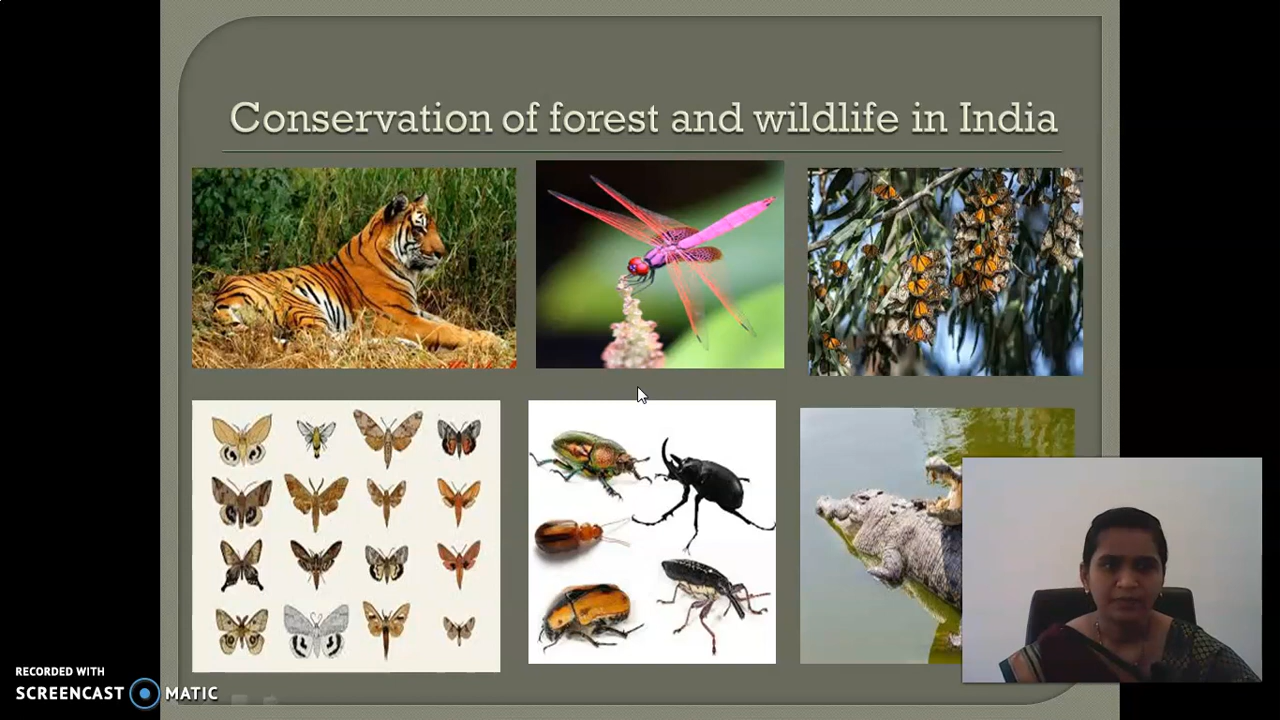 Conservation of forest and wildlife in India
RECORDED WITH
SCREENCAST MATIC